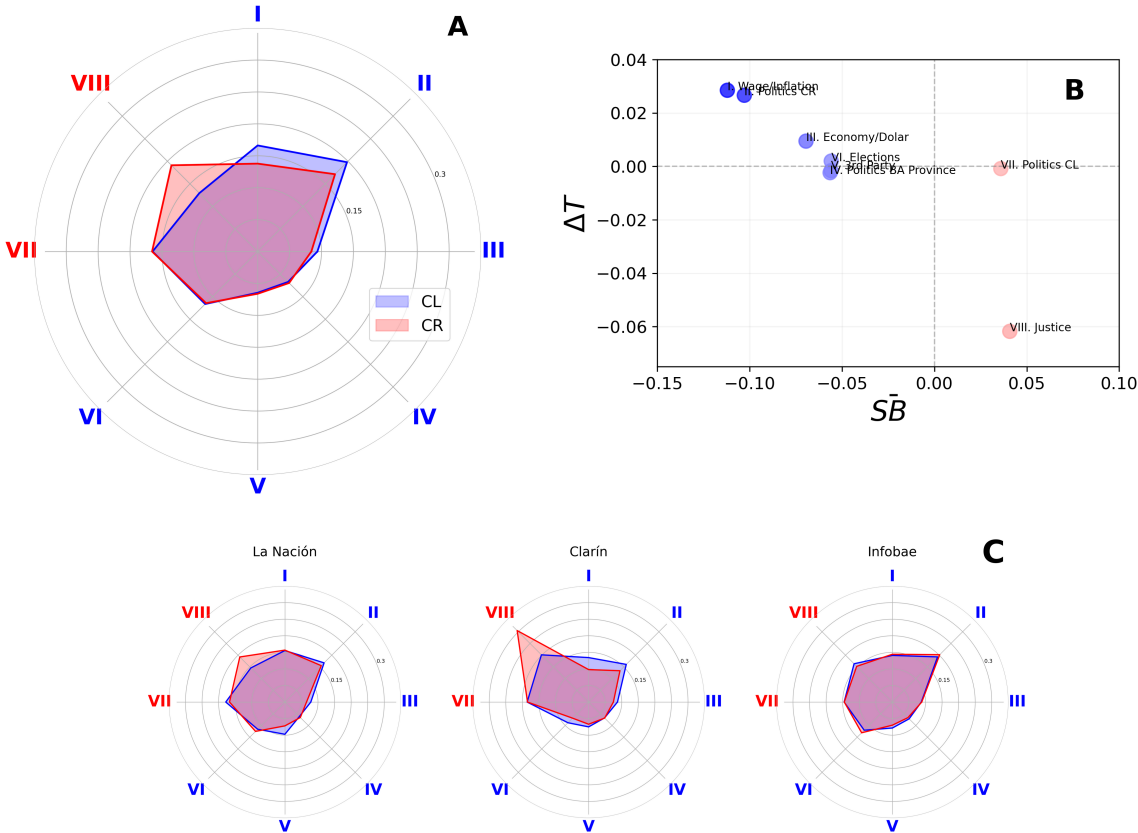 I
A
VIII
II
0.3
0.15
VII
III
CL
CR
VI
IV
V
B
0.04
0.02
0.00
−0.02
−0.04
−0.06
ΔT
I. Wage/Inflation
II. Politics CR
III. Economy/Dolar
VI. Elections
V. 3rd Party
IV. Politics BA Province
VII. Politics CL
VIII. Justice
−0.15
−0.10
−0.05
0.00
0.05
0.10
SB̄
C
La Nación
I
VIII
II
0.3
0.15
VII
III
VI
IV
V
Clarín
I
VIII
II
0.3
0.15
VII
III
VI
IV
V
Infobae
I
VIII
II
0.3
0.15
VII
III
VI
IV
V